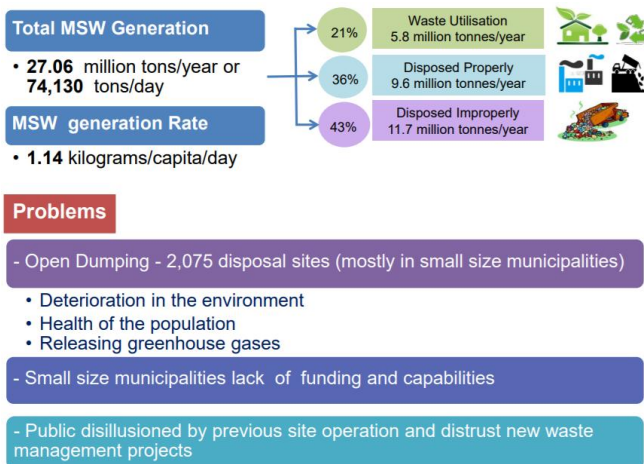 Total MSW Generation
• 27.06 million tons/year or
74,130 tons/day
MSW generation Rate
• 1.14 kilograms/capita/day
21%
Waste Utilisation
5.8 million tonnes/year
36%
Disposed Properly
9.6 million tonnes/year
43%
Disposed Improperly
11.7 million tonnes/year
Problems
- Open Dumping - 2,075 disposal sites (mostly in small size municipalities)
• Deterioration in the environment
• Health of the population
• Releasing greenhouse gases
- Small size municipalities lack of funding and capabilities
- Public disillusioned by previous site operation and distrust new waste
management projects